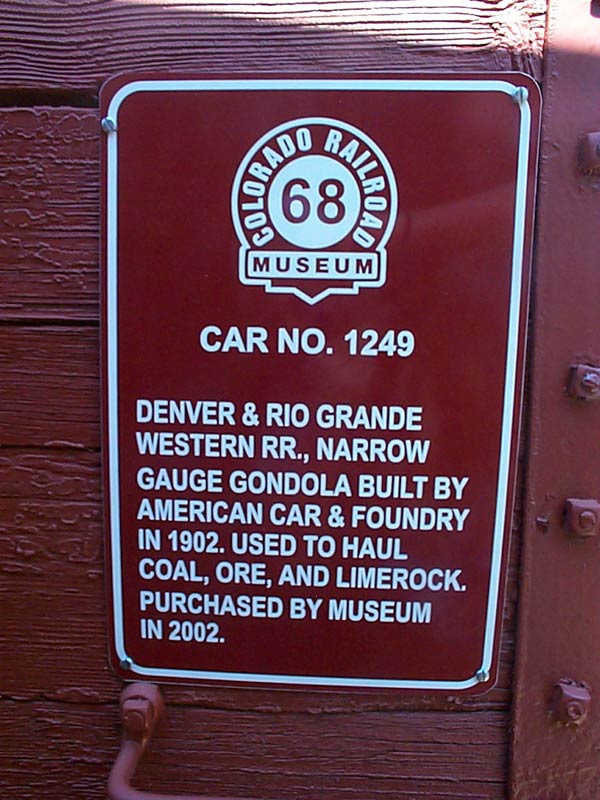 COLORADO RAILROAD
68
MUSEUM
CAR NO. 1249
DENVER & RIO GRANDE
WESTERN RR., NARROW
GAUGE GONDOLA BUILT BY
AMERICAN CAR & FOUNDRY
IN 1902. USED TO HAUL
COAL, ORE, AND LIMEROCK.
PURCHASED BY MUSEUM
IN 2002.